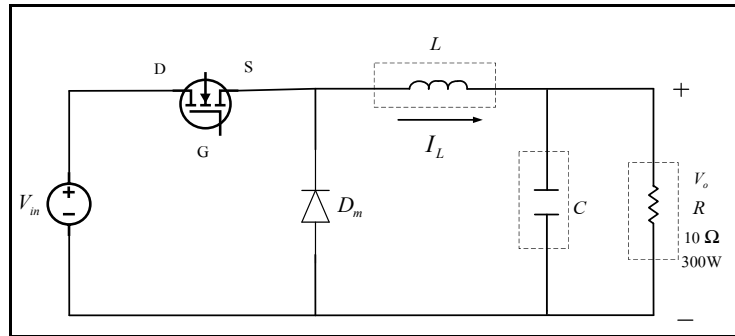 L
D
S
+
G
I_L
V_in
+
−
D_m
C
V_o
R
10 Ω
300W
−